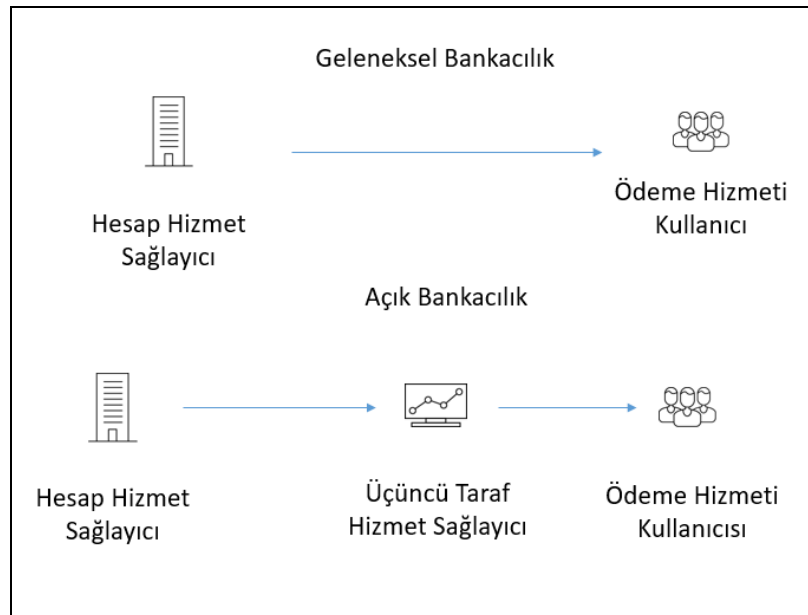 Geleneksel Bankacılık
Hesap Hizmet
Sağlayıcı
Ödeme Hizmeti
Kullanıcı
Açık Bankacılık
Hesap Hizmet
Sağlayıcı
Üçüncü Taraf
Hizmet Sağlayıcı
Ödeme Hizmeti
Kullanıcısı